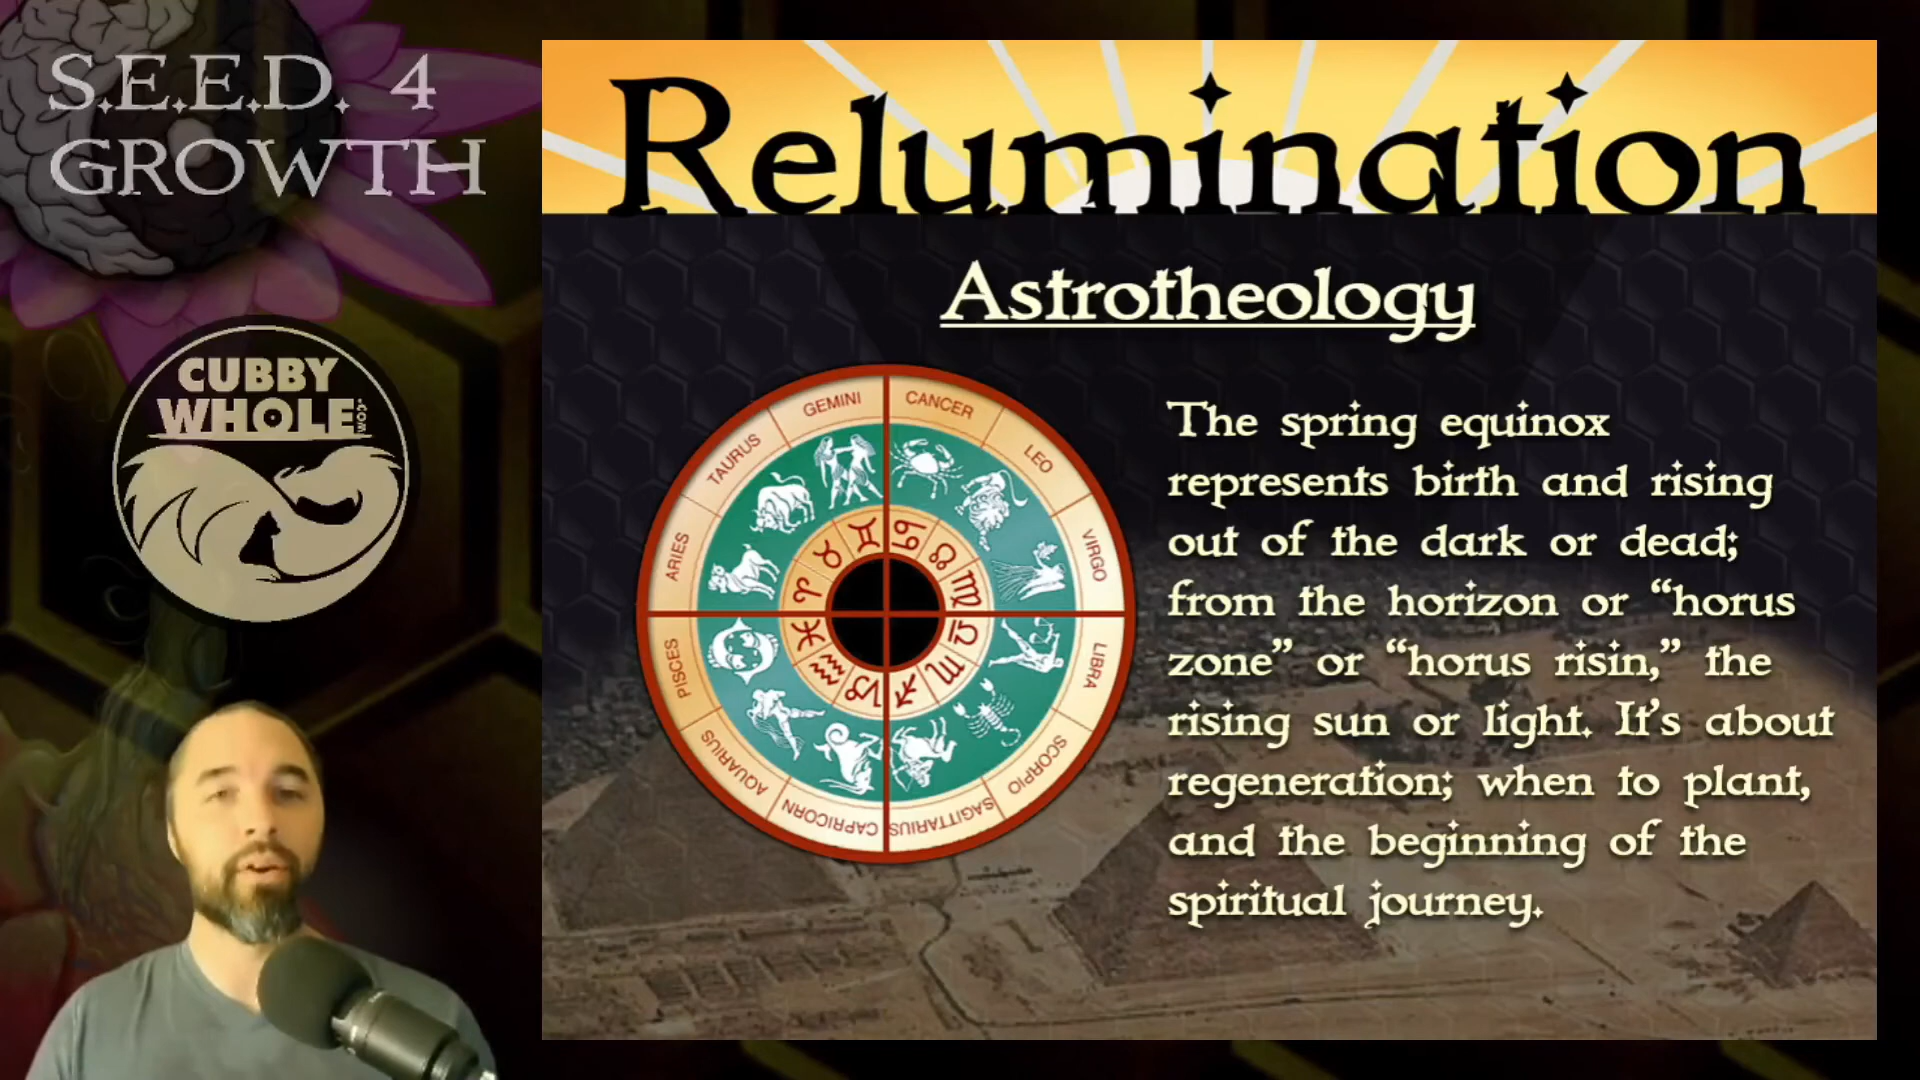 S.E.E.D. 4
GROWTH
CUBBY
WHOLE
.COM
Relumination
Astrotheology
GEMINI
CANCER
TAURUS
LEO
ARIES
VIRGO
PISCES
LIBRA
AQUARIUS
SCORPIO
CAPRICORN
SAGITTARIUS
The spring equinox
represents birth and rising
out of the dark or dead;
from the horizon or “horus
zone” or “horus risin,” the
rising sun or light. It’s about
regeneration; when to plant,
and the beginning of the
spiritual journey.